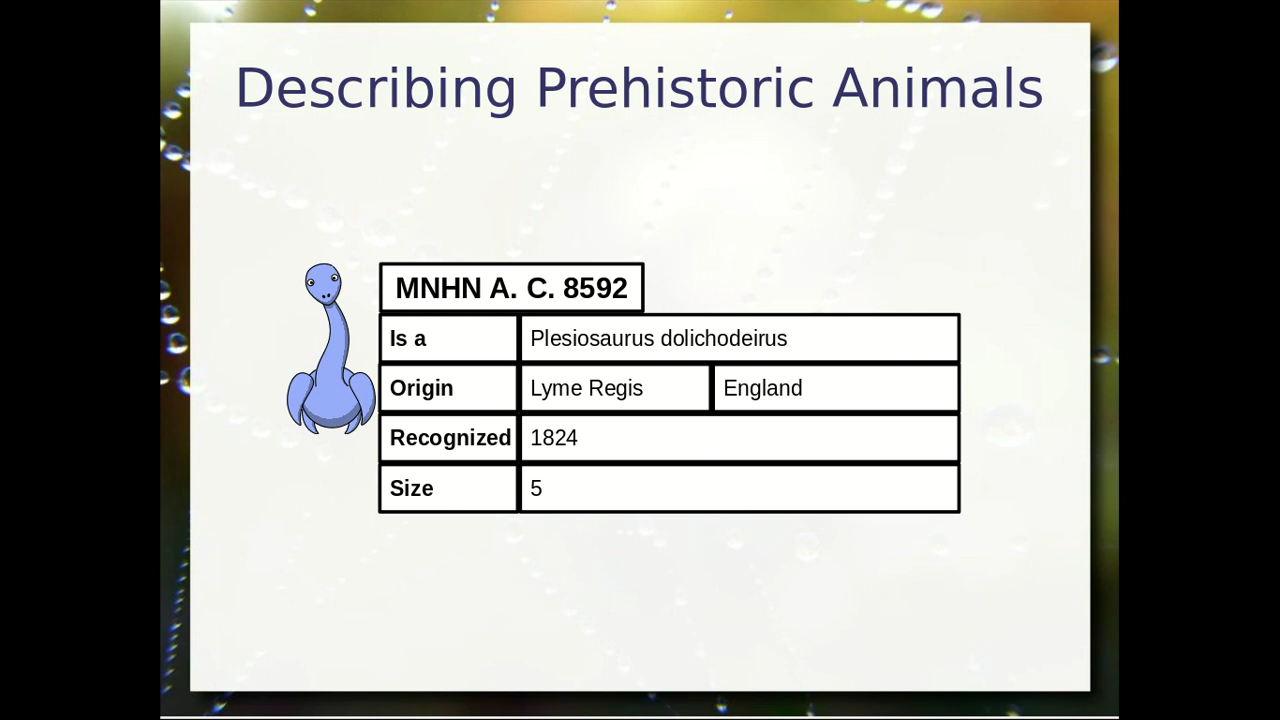 Describing Prehistoric Animals
MNHN A. C. 8592
Is a Plesiosaurus dolichodeirus
Origin Lyme Regis England
Recognized 1824
Size 5